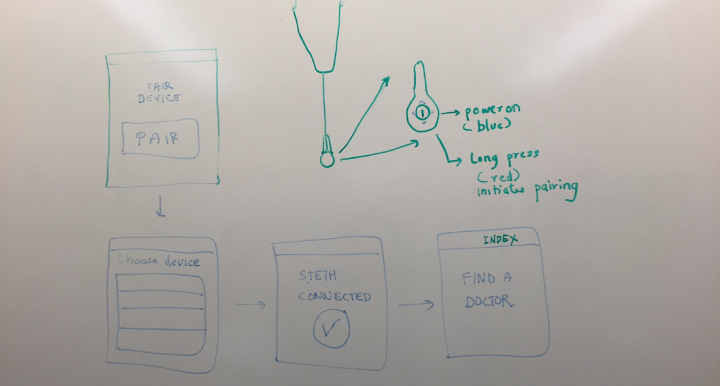 PAIR
DEVICE
PAIR
power on
(blue)
Long press
(red)
initiates pairing
Choose device
STETH
CONNECTED
INDEX
FIND A
DOCTOR